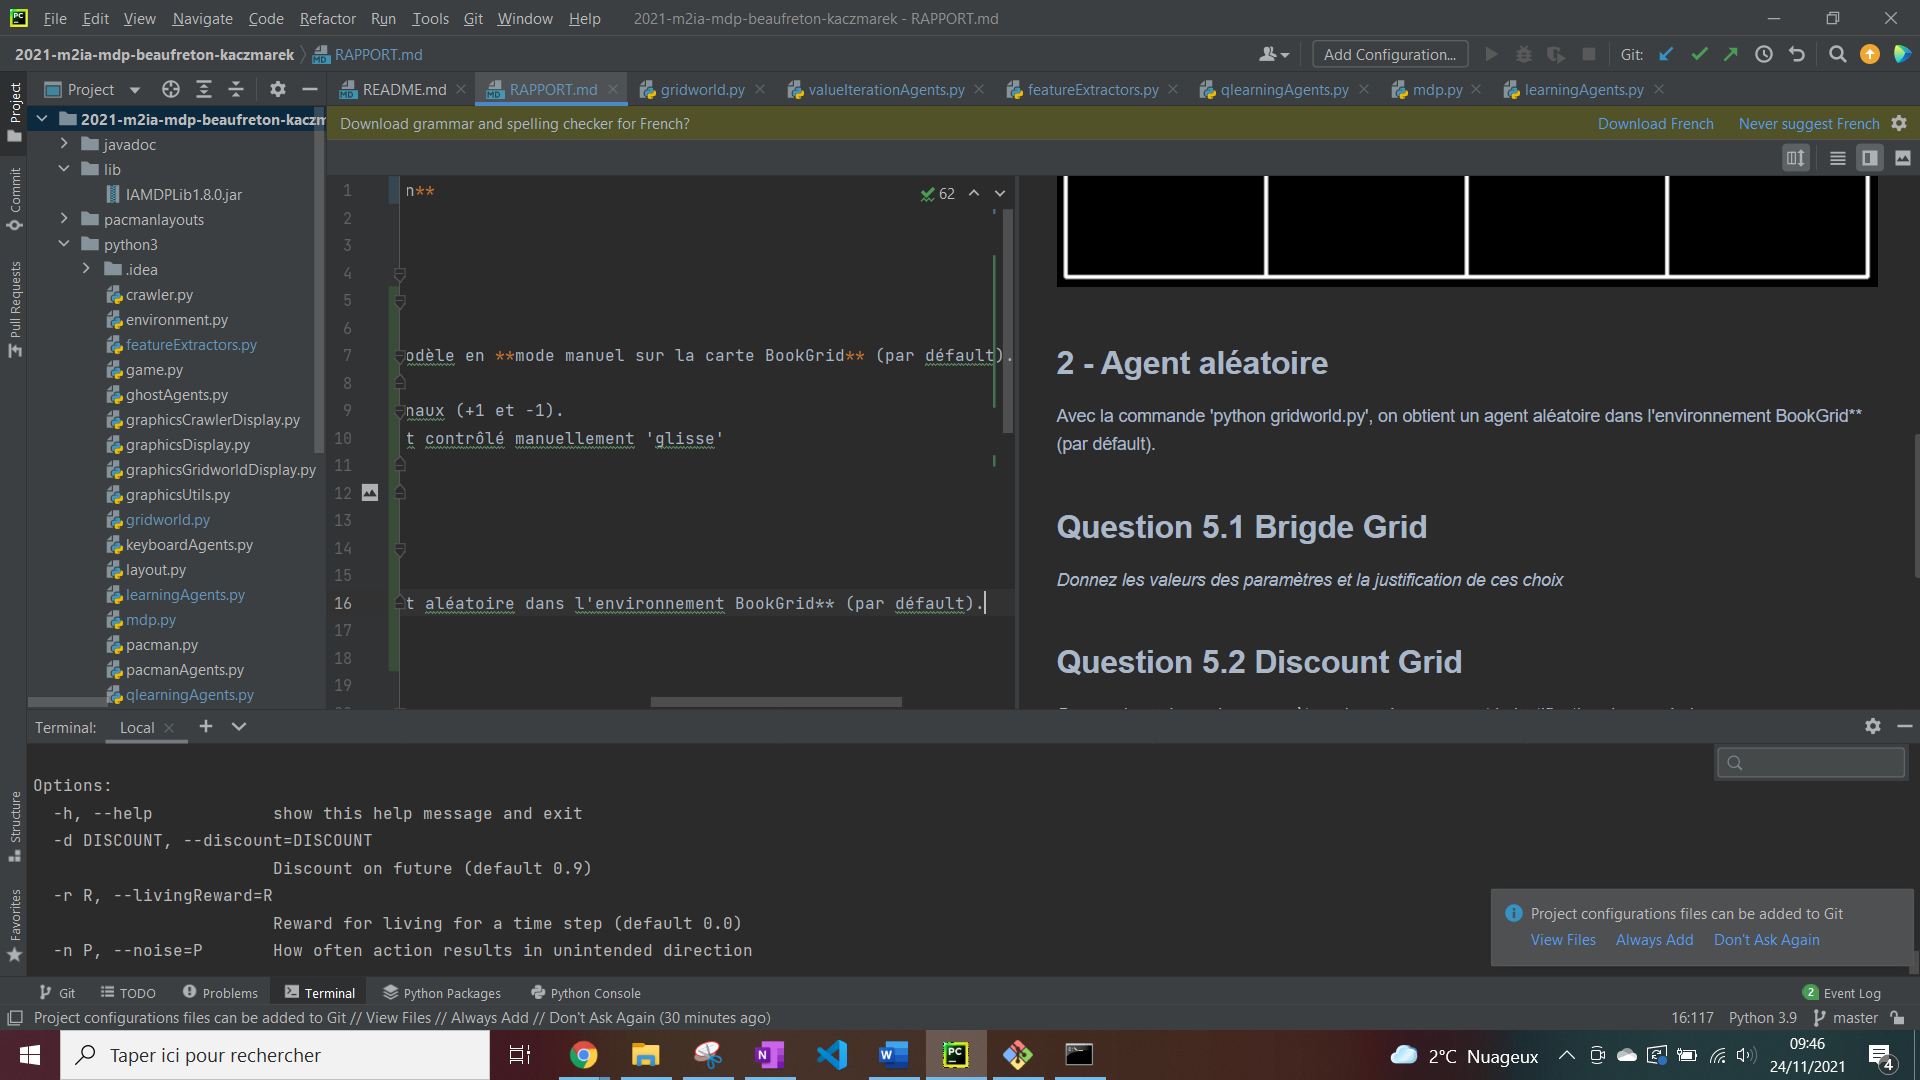 File Edit View Navigate Code Refactor Run Tools Git Window Help 2021-m2ia-mdp-beaufreton-kaczmarek - RAPPORT.md
2021-m2ia-mdp-beaufreton-kaczmarek RAPPORT.md Add Configuration... Git:
Project README.md RAPPORT.md gridworld.py valueIterationAgents.py featureExtractors.py qlearningAgents.py mdp.py learningAgents.py
Download grammar and spelling checker for French? Download French Never suggest French
Project
Commit
Pull Requests
Structure
Favorites
2021-m2ia-mdp-beaufreton-kaczm
javadoc
lib
IAMDPLib1.8.0.jar
pacmanlayouts
python3
.idea
crawler.py
environment.py
featureExtractors.py
game.py
ghostAgents.py
graphicsCrawlerDisplay.py
graphicsDisplay.py
graphicsGridworldDisplay.py
graphicsUtils.py
gridworld.py
keyboardAgents.py
layout.py
learningAgents.py
mdp.py
pacman.py
pacmanAgents.py
qlearningAgents.py
62
1 n**
2
3
4
5
6
7 odèle en **mode manuel sur la carte BookGrid** (par défault).
8
9 naux (+1 et -1).
10 t contrôlé manuellement 'glisse'
11
12
13
14
15
16 t aléatoire dans l'environnement BookGrid** (par défault).
17
18
19
2 - Agent aléatoire
Avec la commande 'python gridworld.py', on obtient un agent aléatoire dans l'environnement BookGrid**
(par défault).
Question 5.1 Brigde Grid
Donnez les valeurs des paramètres et la justification de ces choix
Question 5.2 Discount Grid
Terminal: Local
Options:
-h, --help show this help message and exit
-d DISCOUNT, --discount=DISCOUNT
Discount on future (default 0.9)
-r R, --livingReward=R
Reward for living for a time step (default 0.0)
-n P, --noise=P How often action results in unintended direction
Project configurations files can be added to Git
View Files Always Add Don't Ask Again
Git TODO Problems Terminal Python Packages Python Console 2 Event Log
Project configurations files can be added to Git // View Files // Always Add // Don't Ask Again (30 minutes ago) 16:117 Python 3.9 master
Taper ici pour rechercher 2°C Nuageux 09:46
24/11/2021 4